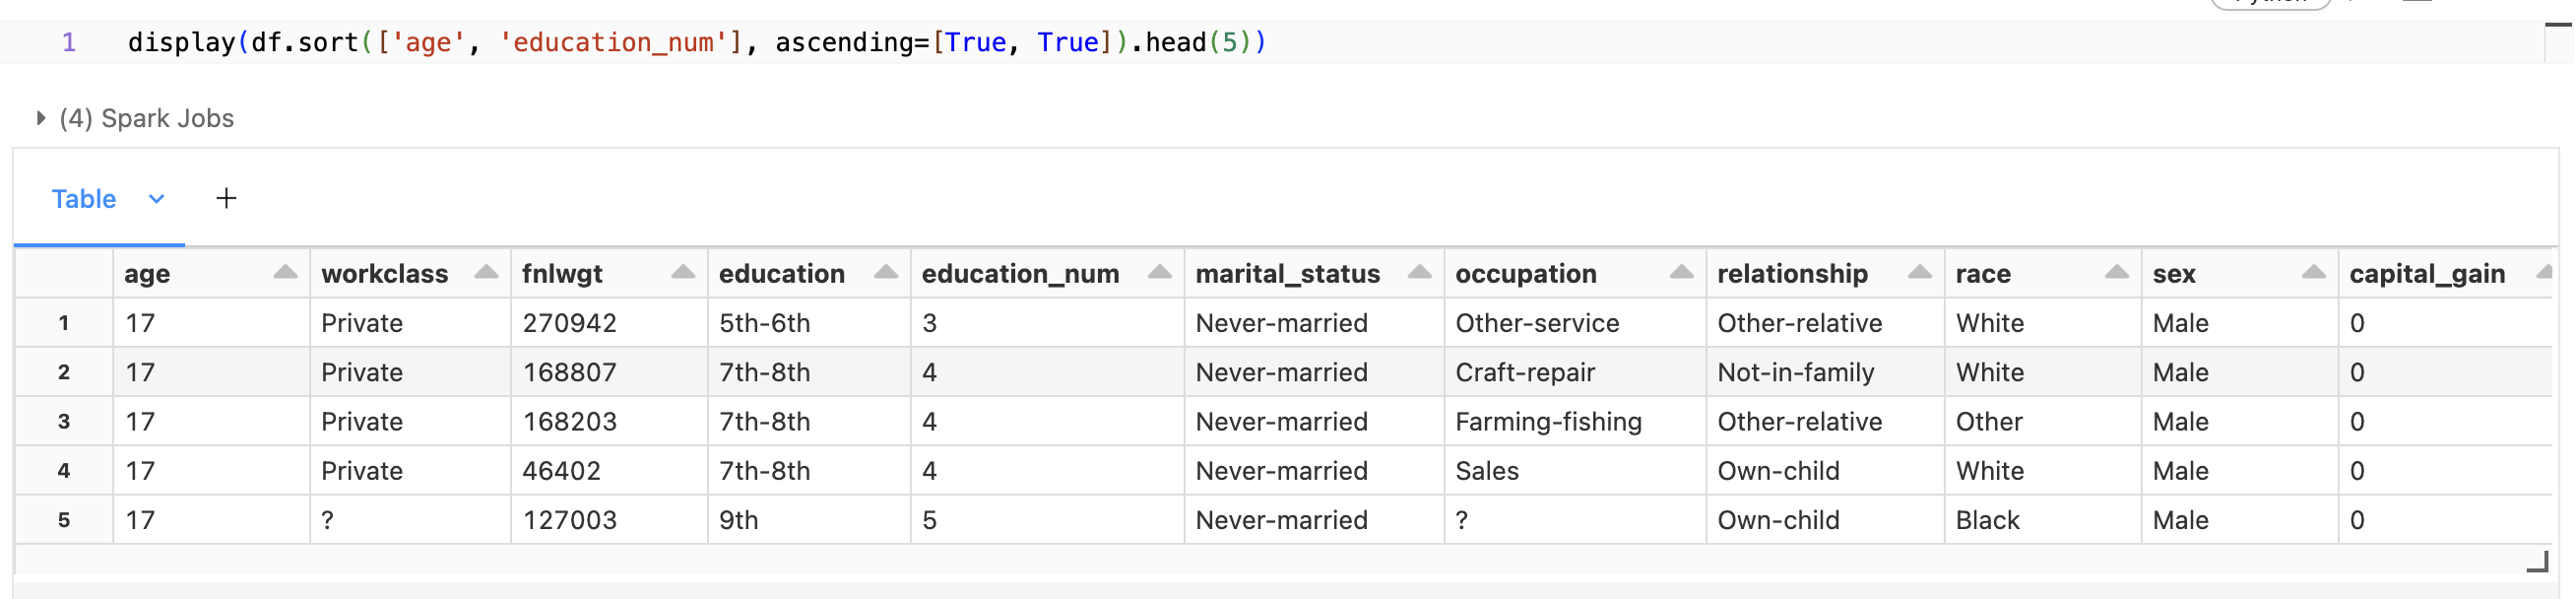 1 display(df.sort(['age', 'education_num'], ascending=[True, True]).head(5))
(4) Spark Jobs
Table +
age workclass fnlwgt education education_num marital_status occupation relationship race sex capital_gain
1 17 Private 270942 5th-6th 3 Never-married Other-service Other-relative White Male 0
2 17 Private 168807 7th-8th 4 Never-married Craft-repair Not-in-family White Male 0
3 17 Private 168203 7th-8th 4 Never-married Farming-fishing Other-relative Other Male 0
4 17 Private 46402 7th-8th 4 Never-married Sales Own-child White Male 0
5 17 ? 127003 9th 5 Never-married ? Own-child Black Male 0